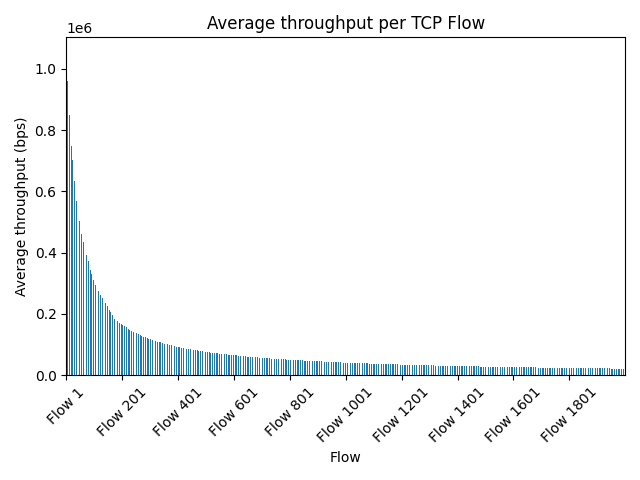 Average throughput per TCP Flow
1e6
1.0
0.8
0.6
0.4
0.2
0.0
Average throughput (bps)
Flow 1
Flow 201
Flow 401
Flow 601
Flow 801
Flow 1001
Flow 1201
Flow 1401
Flow 1601
Flow 1801
Flow